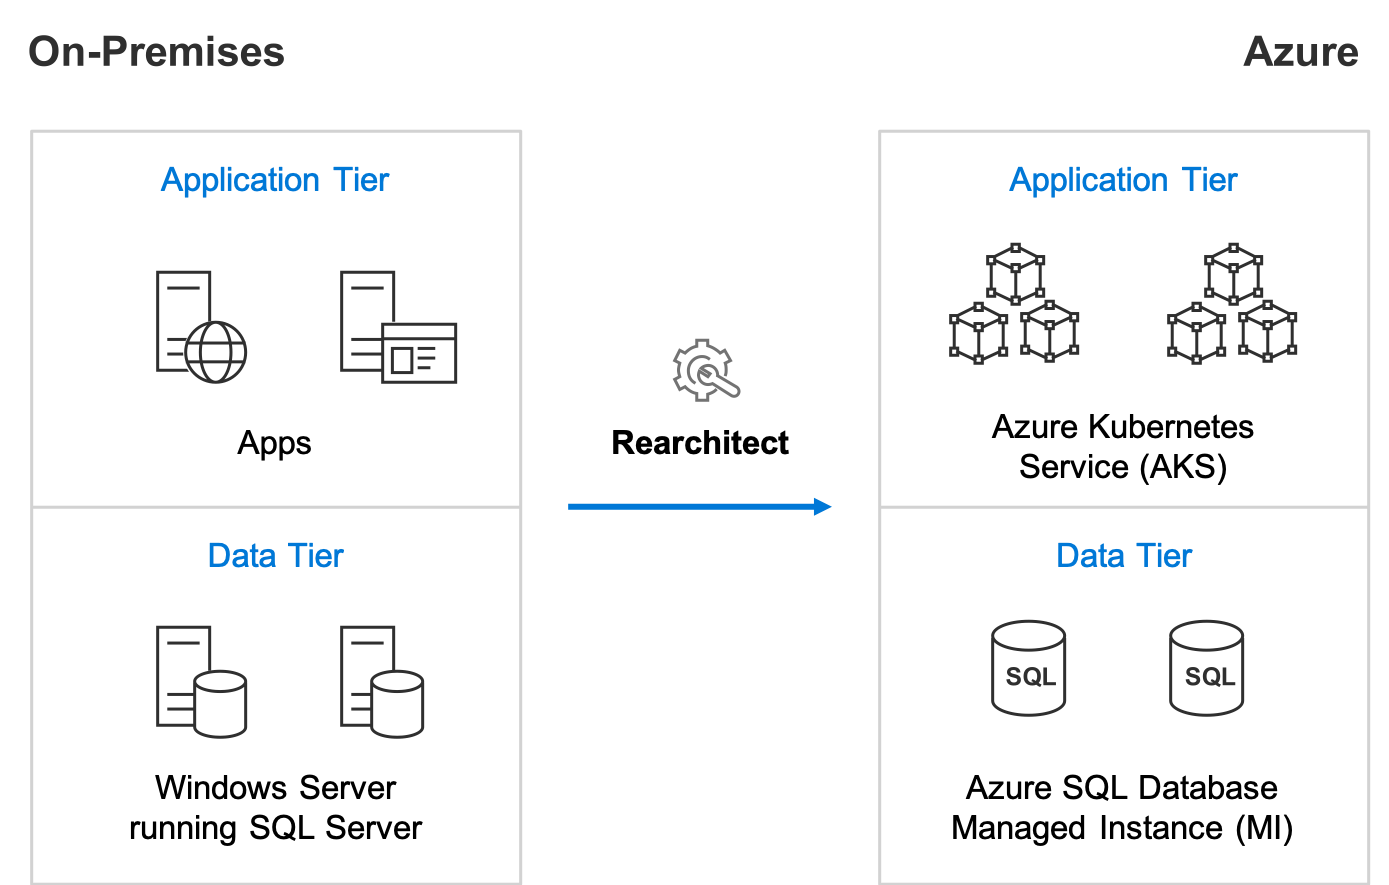 On-Premises
Azure
Application Tier
Apps
Data Tier
Windows Server
running SQL Server
Rearchitect
Application Tier
Azure Kubernetes
Service (AKS)
Data Tier
SQL
SQL
Azure SQL Database
Managed Instance (MI)